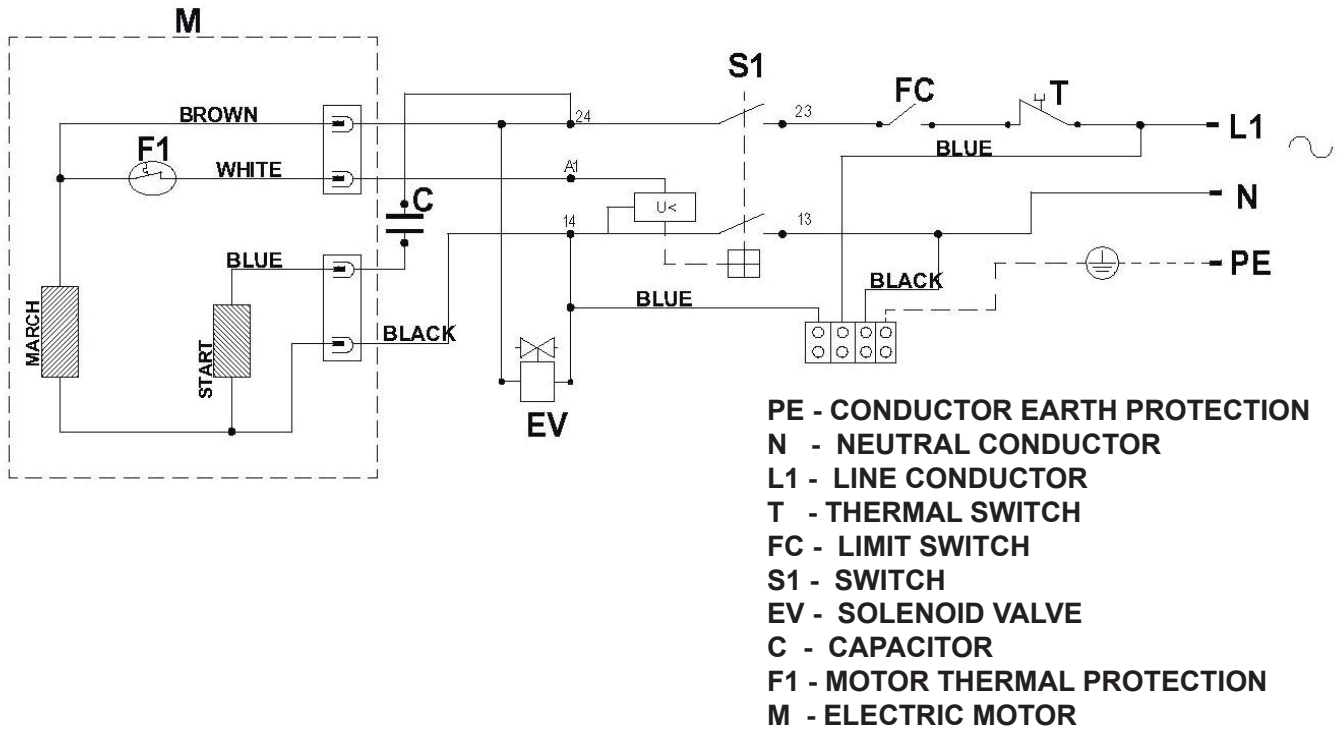 M
S1
FC
T
BROWN
24
23
L1
F1
BLUE
WHITE
A1
C
U<
N
14
13
BLUE
PE
BLACK
BLUE
MARCH
START
BLACK
EV
PE - CONDUCTOR EARTH PROTECTION
N - NEUTRAL CONDUCTOR
L1 - LINE CONDUCTOR
T - THERMAL SWITCH
FC - LIMIT SWITCH
S1 - SWITCH
EV - SOLENOID VALVE
C - CAPACITOR
F1 - MOTOR THERMAL PROTECTION
M - ELECTRIC MOTOR